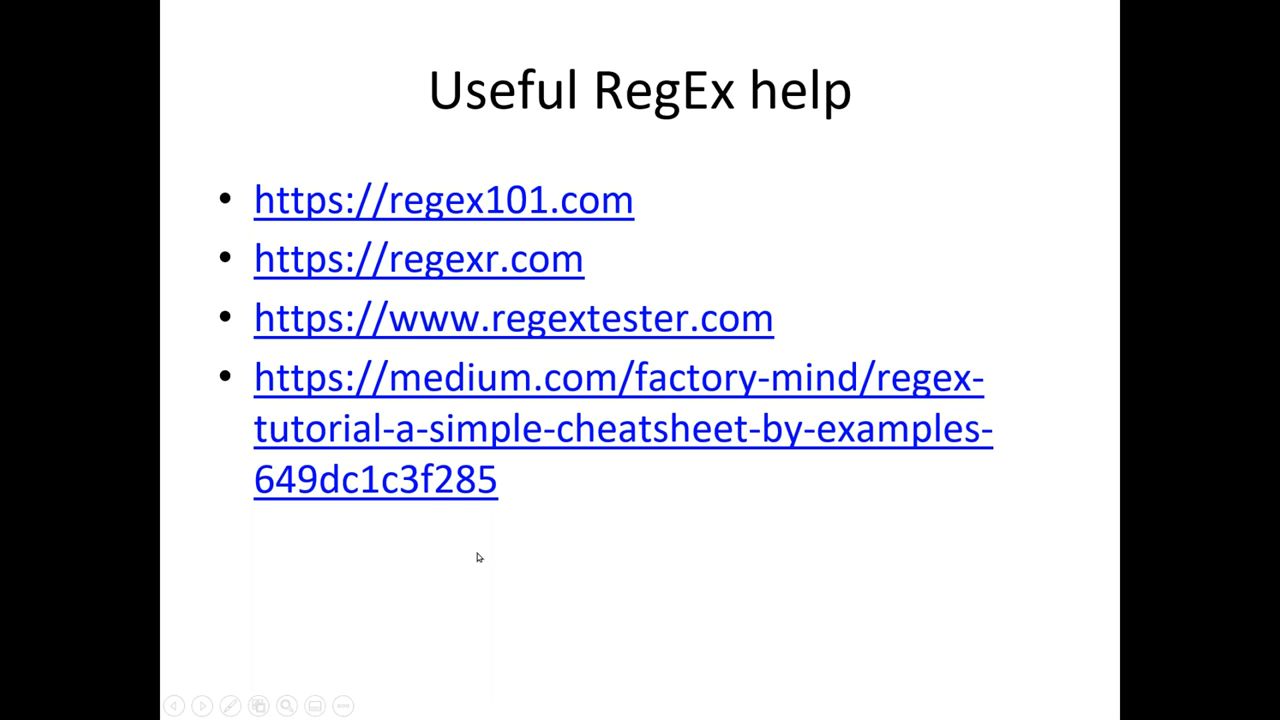 Useful RegEx help
• https://regex101.com
• https://regexr.com
• https://www.regextester.com
• https://medium.com/factory-mind/regex-
tutorial-a-simple-cheatsheet-by-examples-
649dc1c3f285